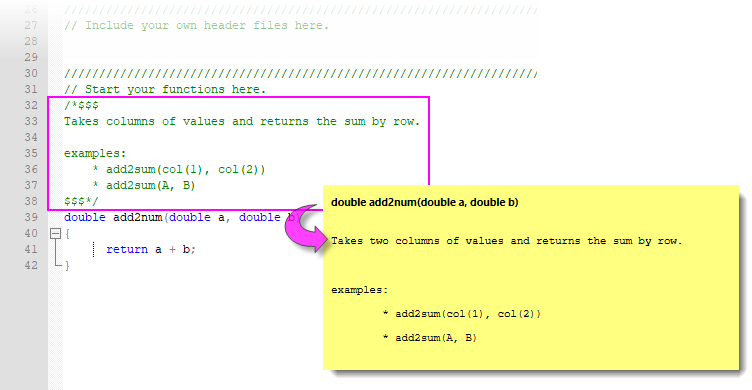 26 ////////////////////////////////////////////////////////////////////
27 // Include your own header files here.
28
29
30 ////////////////////////////////////////////////////////////////////
31 // Start your functions here.
32 /*$$$
33 Takes columns of values and returns the sum by row.
34
35 examples:
36 * add2sum(col(1), col(2))
37 * add2sum(A, B)
38 $$$*/
39 double add2num(double a, double b)
40 {
41 return a + b;
42 }
double add2num(double a, double b)
Takes two columns of values and returns the sum by row.
examples:
* add2sum(col(1), col(2))
* add2sum(A, B)